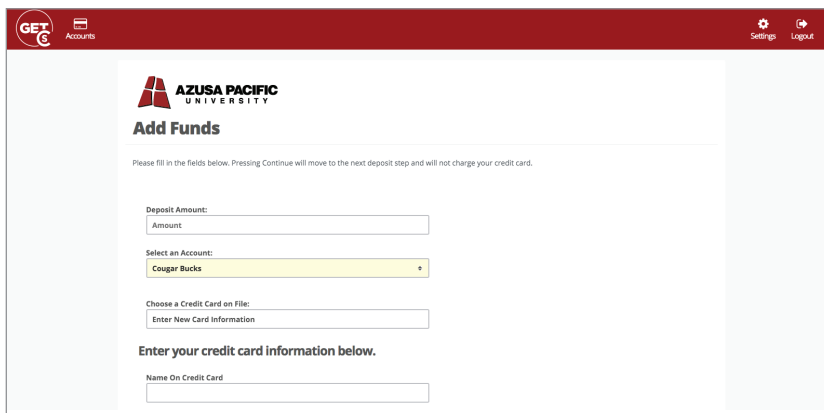 GET
CS
Accounts
Settings
Logout
AZUSA PACIFIC
UNIVERSITY
Add Funds
Please fill in the fields below. Pressing Continue will move to the next deposit step and will not charge your credit card.
Deposit Amount:
Amount
Select an Account:
Cougar Bucks
Choose a Credit Card on File:
Enter New Card Information
Enter your credit card information below.
Name On Credit Card